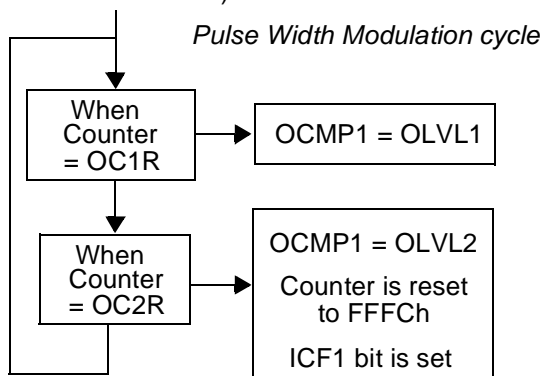 Pulse Width Modulation cycle
When
Counter
= OC1R
OCMP1 = OLVL1
When
Counter
= OC2R
OCMP1 = OLVL2
Counter is reset
to FFFCh
ICF1 bit is set